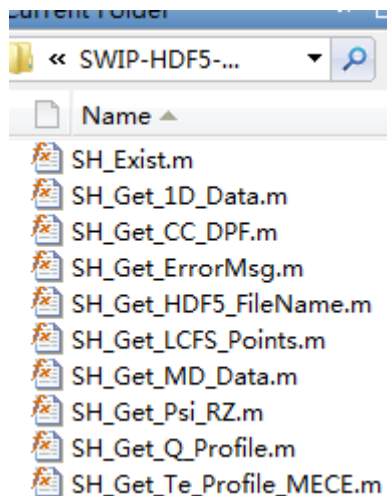 Current Folder
« SWIP-HDF5-...
Name
SH_Exist.m
SH_Get_1D_Data.m
SH_Get_CC_DPF.m
SH_Get_ErrorMsg.m
SH_Get_HDF5_FileName.m
SH_Get_LCFS_Points.m
SH_Get_MD_Data.m
SH_Get_Psi_RZ.m
SH_Get_Q_Profile.m
SH_Get_Te_Profile_MECE.m